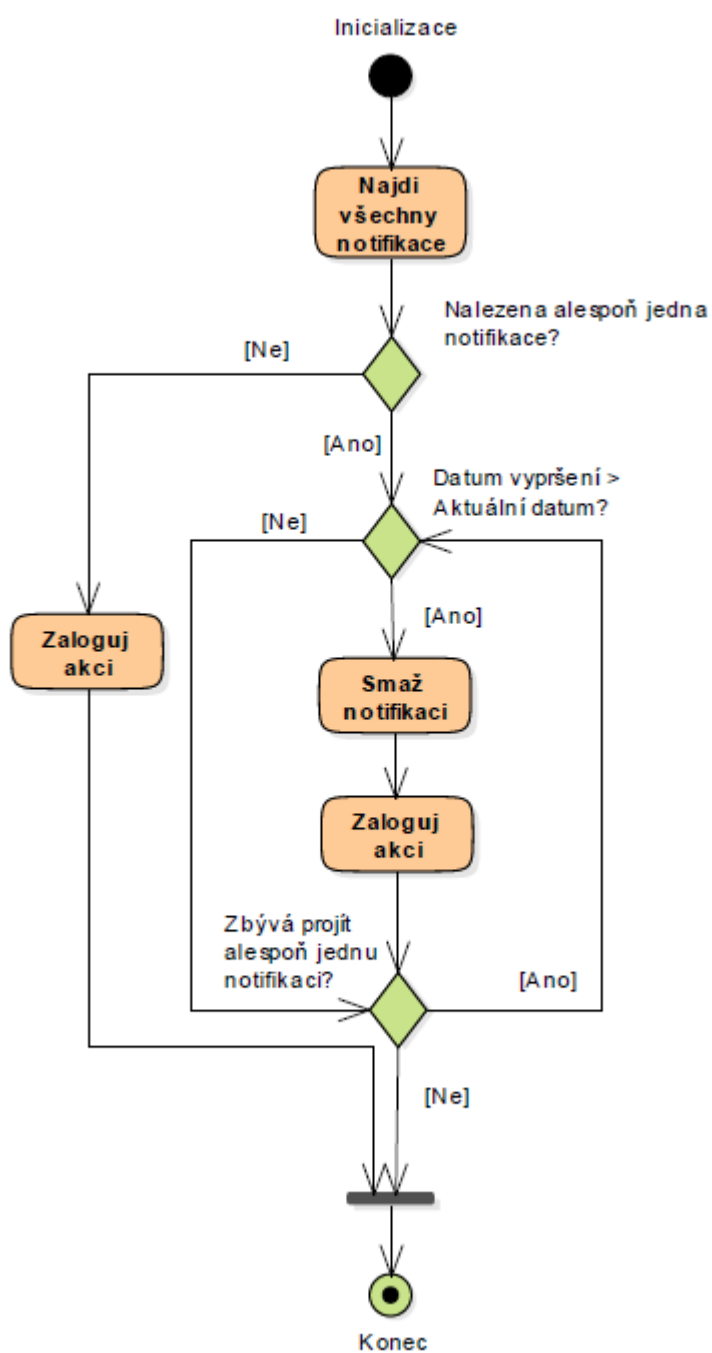 Inicializace
Najdi
všechny
notifikace
Nalezena alespoň jedna
notifikace?
[Ne]
[Ano]
Datum vypršení >
Aktuální datum?
[Ne]
[Ano]
Zaloguj
akci
Smaž
notifikaci
Zaloguj
akci
Zbývá projít
alespoň jednu
notifikaci?
[Ano]
[Ne]
Konec